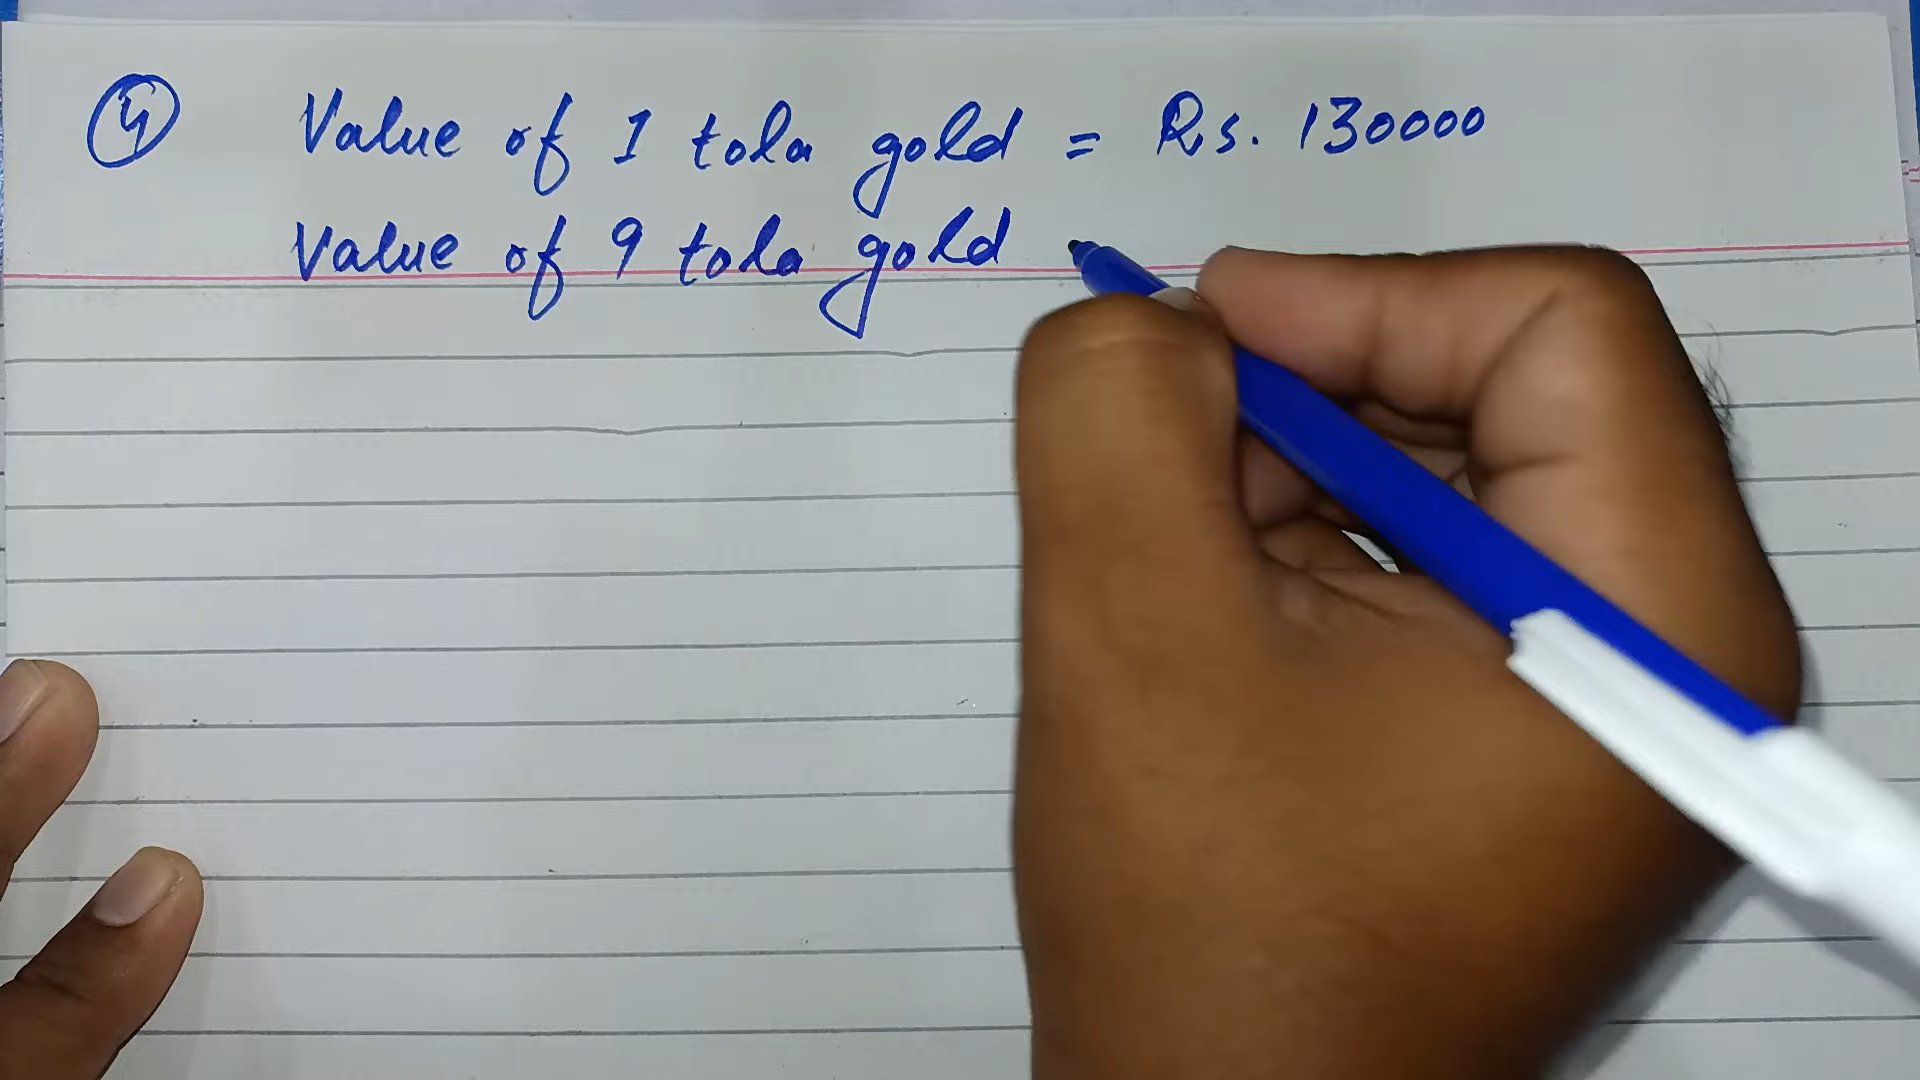 4 Value of 1 tola gold = Rs. 130000
Value of 9 tola gold